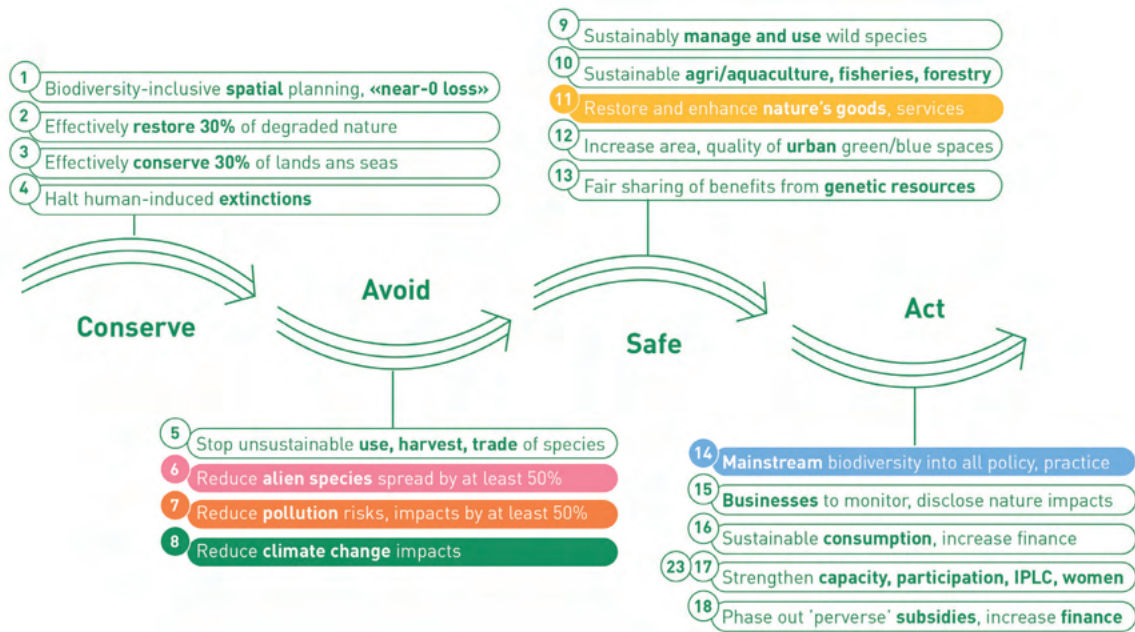 1 Biodiversity-inclusive spatial planning, «near-0 loss»
2 Effectively restore 30% of degraded nature
3 Effectively conserve 30% of lands ans seas
4 Halt human-induced extinctions
Conserve
Avoid
5 Stop unsustainable use, harvest, trade of species
6 Reduce alien species spread by at least 50%
7 Reduce pollution risks, impacts by at least 50%
8 Reduce climate change impacts
9 Sustainably manage and use wild species
10 Sustainable agri/aquaculture, fisheries, forestry
11 Restore and enhance nature's goods, services
12 Increase area, quality of urban green/blue spaces
13 Fair sharing of benefits from genetic resources
Safe
Act
14 Mainstream biodiversity into all policy, practice
15 Businesses to monitor, disclose nature impacts
16 Sustainable consumption, increase finance
23 17 Strengthen capacity, participation, IPLC, women
18 Phase out 'perverse' subsidies, increase finance